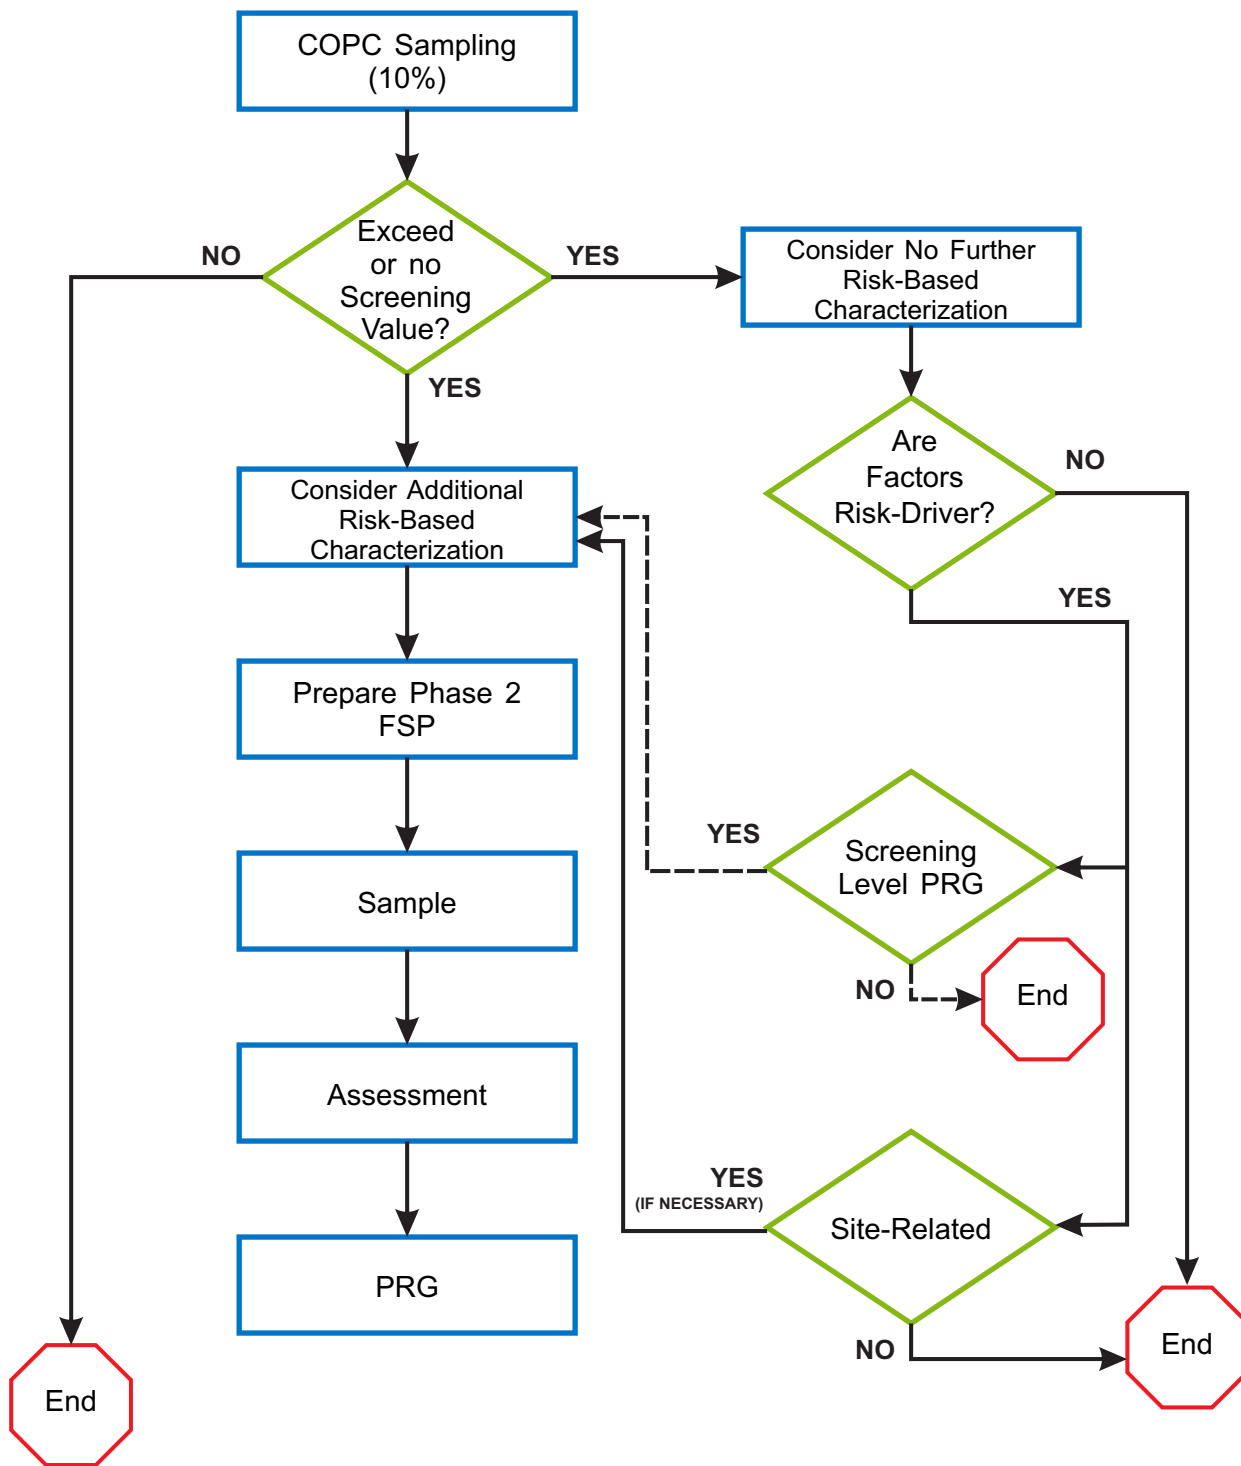 COPC Sampling
(10%)
Exceed
or no
Screening
Value?
NO
YES
YES
Consider No Further
Risk-Based
Characterization
Are
Factors
Risk-Driver?
NO
YES
Consider Additional
Risk-Based
Characterization
Prepare Phase 2
FSP
Sample
Assessment
PRG
YES
Screening
Level PRG
NO
End
YES
(IF NECESSARY)
Site-Related
NO
End
End